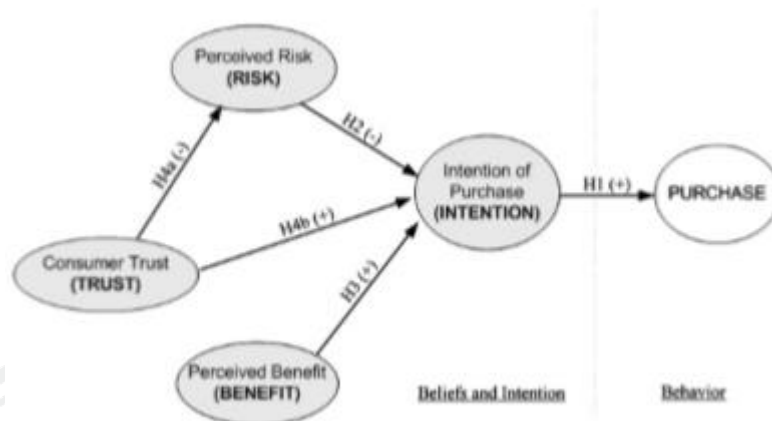 Perceived Risk
(RISK)
H2 (-)
H4a (-)
Intention of
Purchase
(INTENTION)
H1 (+)
PURCHASE
H4b (+)
Consumer Trust
(TRUST)
H3 (+)
Perceived Benefit
(BENEFIT)
Beliefs and Intention
Behavior